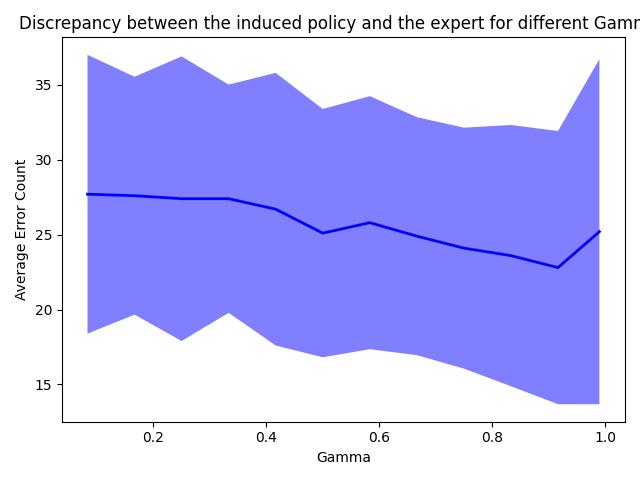 Discrepancy between the induced policy and the expert for different Gamm
35
30
25
20
15
Average Error Count
0.2 0.4 0.6 0.8 1.0
Gamma